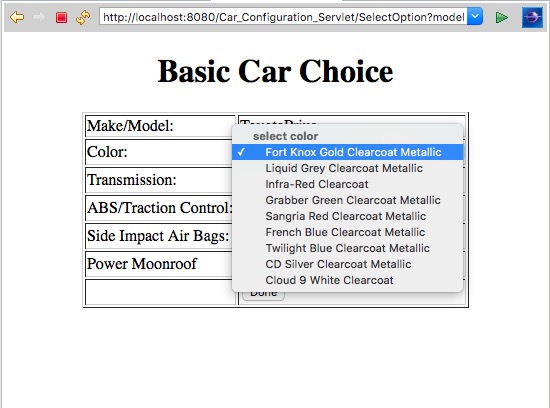 http://localhost:8080/Car_Configuration_Servlet/SelectOption?model
Basic Car Choice
Make/Model:
Color:
select color
✓ Fort Knox Gold Clearcoat Metallic
Liquid Grey Clearcoat Metallic
Infra-Red Clearcoat
Grabber Green Clearcoat Metallic
Sangria Red Clearcoat Metallic
French Blue Clearcoat Metallic
Twilight Blue Clearcoat Metallic
CD Silver Clearcoat Metallic
Cloud 9 White Clearcoat
Transmission:
ABS/Traction Control:
Side Impact Air Bags:
Power Moonroof
Done